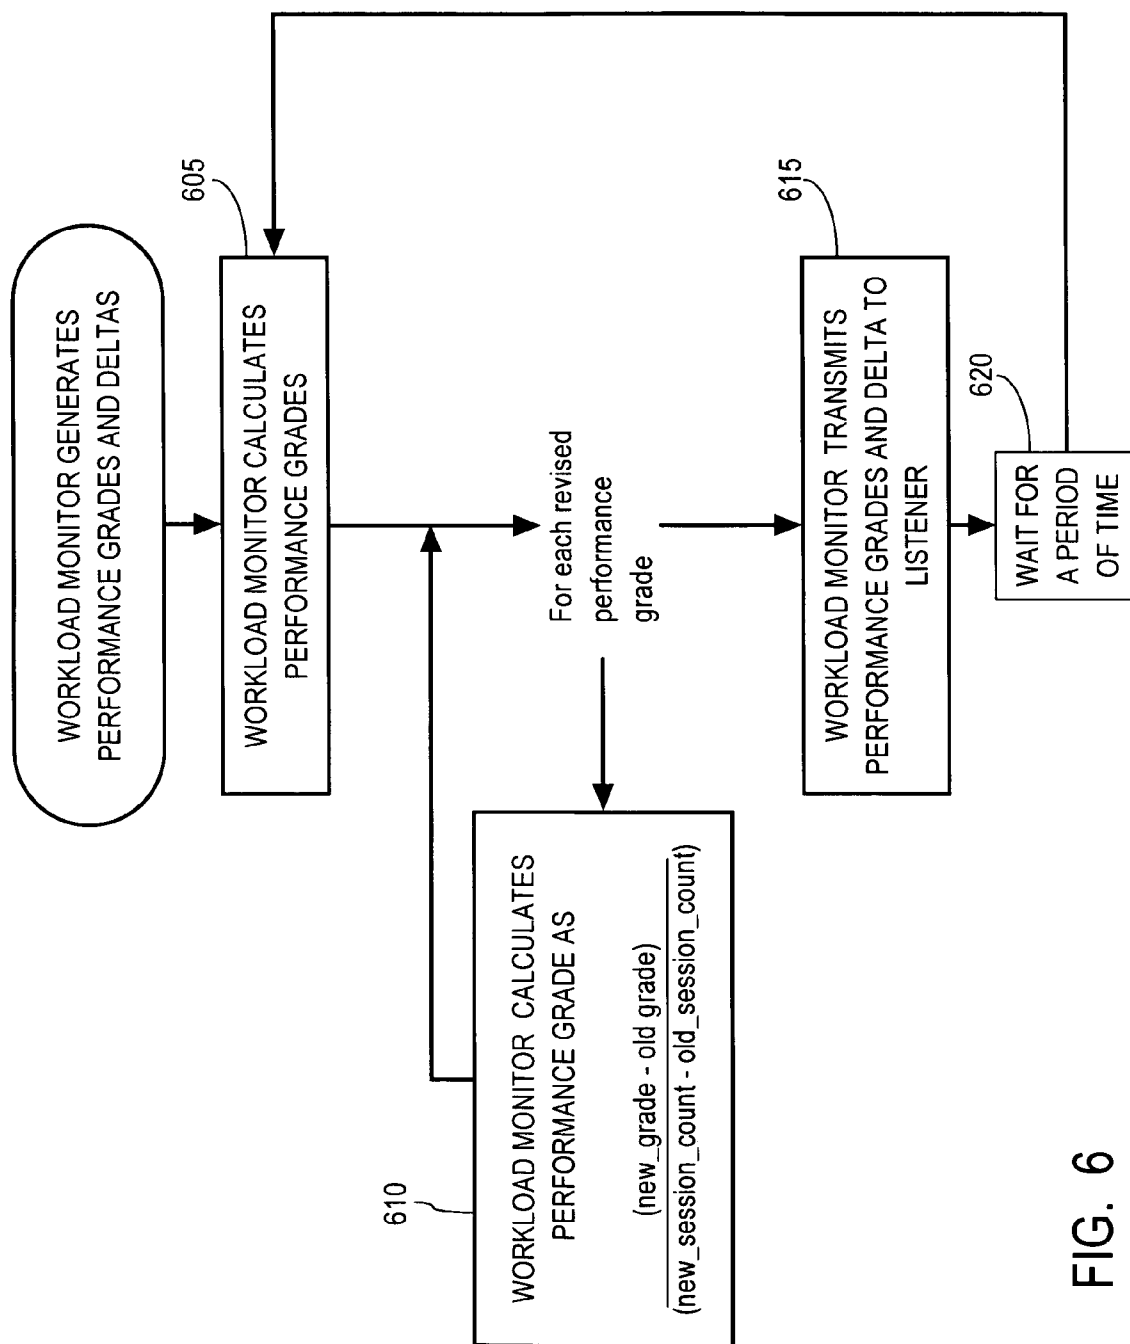 WORKLOAD MONITOR GENERATES
PERFORMANCE GRADES AND DELTAS
605
WORKLOAD MONITOR CALCULATES
PERFORMANCE GRADES
For each revised
performance
grade
610
WORKLOAD MONITOR CALCULATES
PERFORMANCE GRADE AS
(new_grade - old grade)
(new_session_count - old_session_count)
615
WORKLOAD MONITOR TRANSMITS
PERFORMANCE GRADES AND DELTA TO
LISTENER
620
WAIT FOR
A PERIOD
OF TIME
FIG. 6